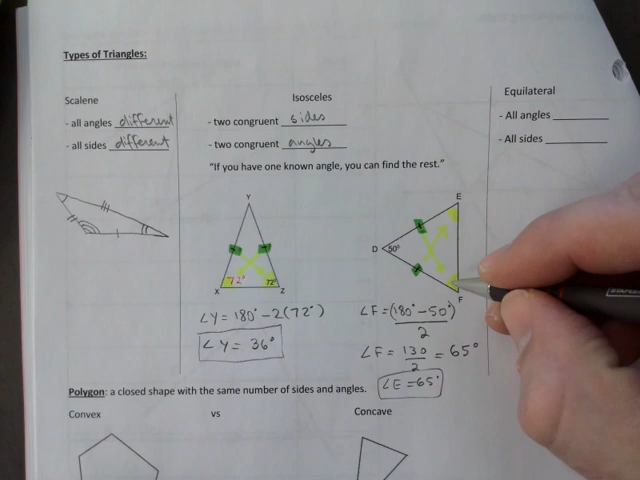 Types of Triangles:
Scalene
- all angles different
- all sides different
Isosceles
- two congruent sides
- two congruent angles
"If you have one known angle, you can find the rest."
Equilateral
- All angles
- All sides
Y
72°
72°
X
Z
∠Y = 180° - 2(72°)
∠Y = 36°
E
D
50°
F
∠F = (180° - 50°)
2
∠F = 130 = 65°
2
∠E = 65°
Polygon: a closed shape with the same number of sides and angles.
Convex vs Concave